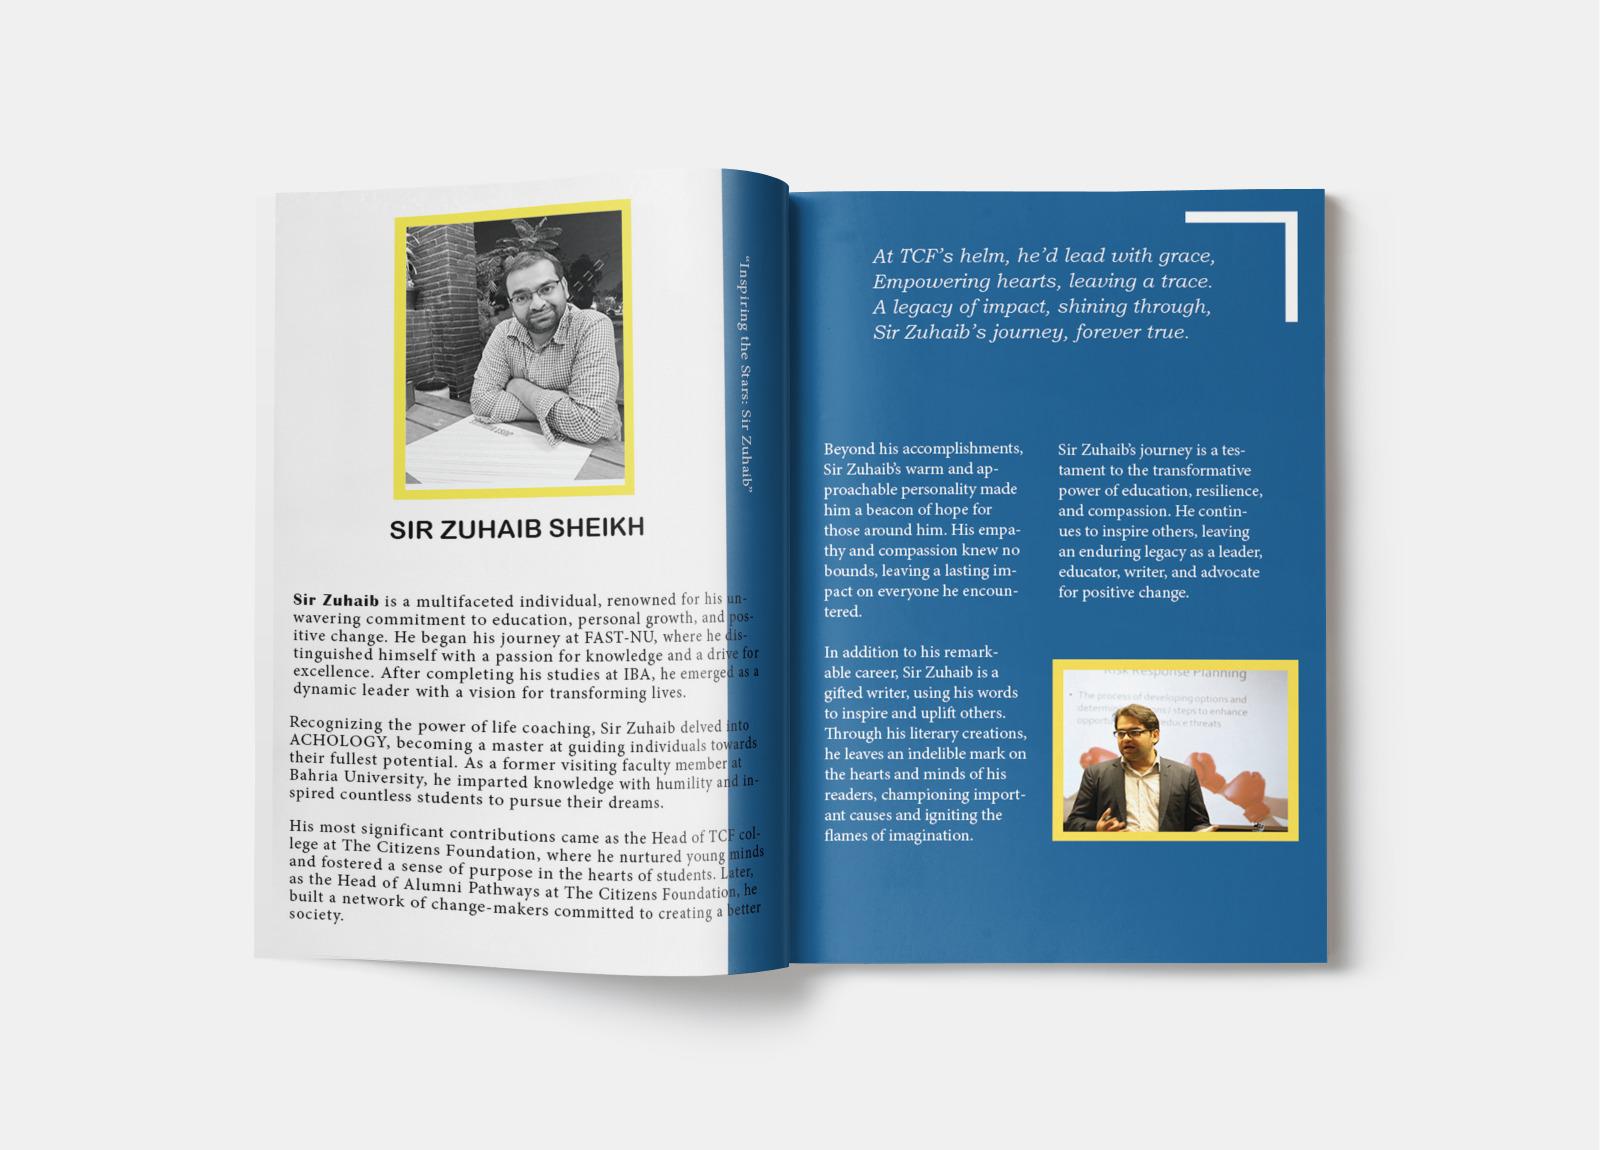 SIR ZUHAIB SHEIKH
Sir Zuhaib is a multifaceted individual, renowned for his un-
wavering commitment to education, personal growth, and pos-
itive change. He began his journey at FAST-NU, where he dis-
tinguished himself with a passion for knowledge and a drive for
excellence. After completing his studies at IBA, he emerged as a
dynamic leader with a vision for transforming lives.
Recognizing the power of life coaching, Sir Zuhaib delved into
ACHOLOGY, becoming a master at guiding individuals towards
their fullest potential. As a former visiting faculty member at
Bahria University, he imparted knowledge with humility and in-
spired countless students to pursue their dreams.
His most significant contributions came as the Head of TCF col-
lege at The Citizens Foundation, where he nurtured young minds
and fostered a sense of purpose in the hearts of students. Later,
as the Head of Alumni Pathways at The Citizens Foundation, he
built a network of change-makers committed to creating a better
society.
“Inspiring the Stars: Sir Zuhaib”
At TCF’s helm, he’d lead with grace,
Empowering hearts, leaving a trace.
A legacy of impact, shining through,
Sir Zuhaib’s journey, forever true.
Beyond his accomplishments,
Sir Zuhaib’s warm and ap-
proachable personality made
him a beacon of hope for
those around him. His empa-
thy and compassion knew no
bounds, leaving a lasting im-
pact on everyone he encoun-
tered.
In addition to his remark-
able career, Sir Zuhaib is a
gifted writer, using his words
to inspire and uplift others.
Through his literary creations,
he leaves an indelible mark on
the hearts and minds of his
readers, championing import-
ant causes and igniting the
flames of imagination.
Sir Zuhaib’s journey is a tes-
tament to the transformative
power of education, resilience,
and compassion. He contin-
ues to inspire others, leaving
an enduring legacy as a leader,
educator, writer, and advocate
for positive change.
Risk Response Planning
• The process of developing options and
/ steps to enhance
threats